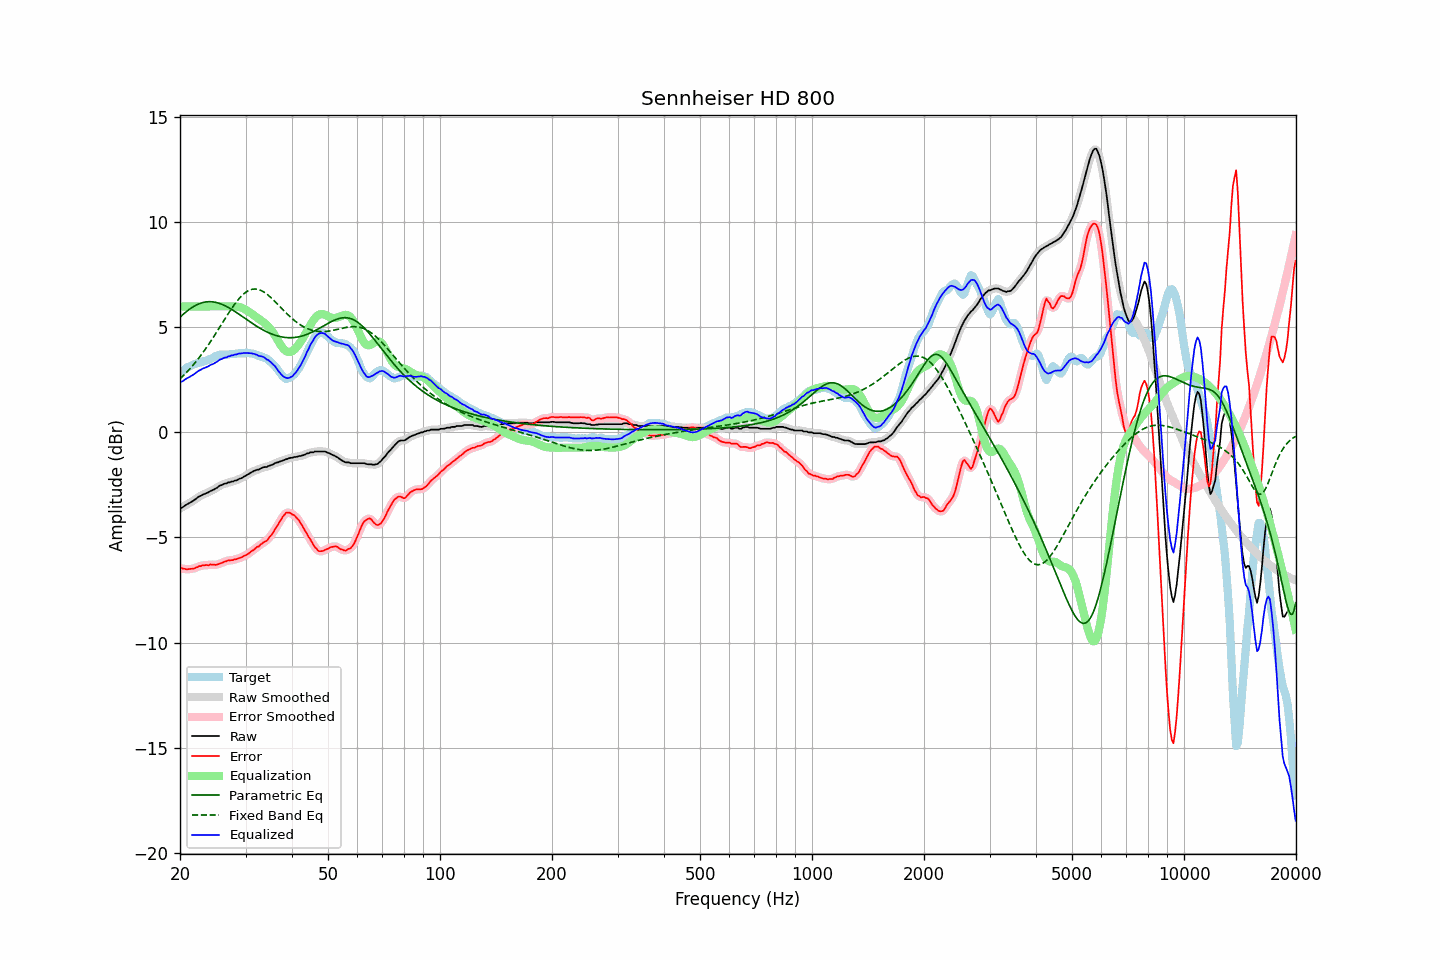 Sennheiser HD 800
15
10
5
0
−5
−10
−15
−20
Amplitude (dBr)
Target
Raw Smoothed
Error Smoothed
Raw
Error
Equalization
Parametric Eq
Fixed Band Eq
Equalized
20 50 100 200 500 1000 2000 5000 10000 20000
Frequency (Hz)